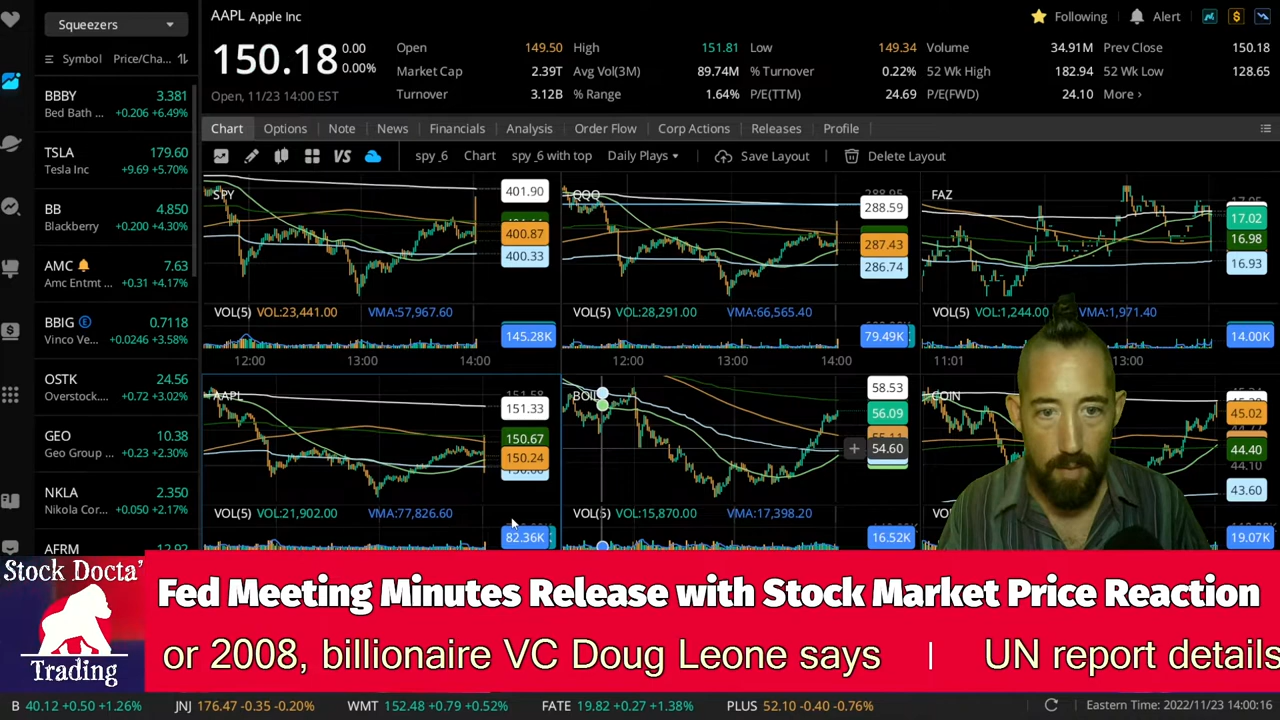 Squeezers
Symbol Price/Cha...
BBBY 3.381
Bed Bath ... +0.206 +6.49%
TSLA 179.60
Tesla Inc +9.69 +5.70%
BB 4.850
Blackberry +0.200 +4.30%
AMC 7.63
Amc Entmt ... +0.31 +4.17%
BBIG E 0.7118
Vinco Ve... +0.0246 +3.58%
OSTK 24.56
Overstock.... +0.72 +3.02%
GEO 10.38
Geo Group ... +0.23 +2.30%
NKLA 2.350
Nikola Cor... +0.050 +2.17%
AFRM 12.92
AAPL Apple Inc
Following Alert
150.18 0.00
0.00%
Open, 11/23 14:00 EST
Open 149.50 High 151.81 Low 149.34 Volume 34.91M Prev Close 150.18
Market Cap 2.39T Avg Vol(3M) 89.74M % Turnover 0.22% 52 Wk High 182.94 52 Wk Low 128.65
Turnover 3.12B % Range 1.64% P/E(TTM) 24.69 P/E(FWD) 24.10 More ›
Chart Options Note News Financials Analysis Order Flow Corp Actions Releases Profile
VS spy_6 Chart spy_6 with top Daily Plays Save Layout Delete Layout
SPY 401.90
400.87
400.33
VOL(5) VOL:23,441.00 VMA:57,967.60
145.28K
12:00 13:00 14:00
QQQ 288.95
288.59
287.43
286.74
VOL(5) VOL:28,291.00 VMA:66,565.40
79.49K
12:00 13:00 14:00
FAZ
17.02
16.98
16.93
VOL(5) VOL:1,244.00 VMA:1,971.40
14.00K
11:01 13:00
AAPL 151.58
151.33
150.67
150.24
VOL(5) VOL:21,902.00 VMA:77,826.60
82.36K
BOIL 58.53
56.09
54.60
VOL(5) VOL:15,870.00 VMA:17,398.20
16.52K
COIN
45.02
44.40
44.10
43.60
19.07K
Stock Docta'
Trading
Fed Meeting Minutes Release with Stock Market Price Reaction
or 2008, billionaire VC Doug Leone says | UN report details
B 40.12 +0.50 +1.26% JNJ 176.47 -0.35 -0.20% WMT 152.48 +0.79 +0.52% FATE 19.82 +0.27 +1.38% PLUS 52.10 -0.40 -0.76% Eastern Time: 2022/11/23 14:00:16